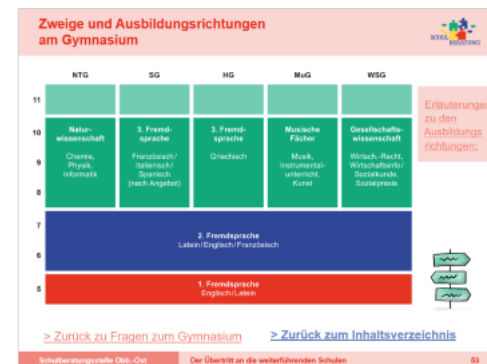 Zweige und Ausbildungsrichtungen
am Gymnasium
SCHUL
BERATUNG
NTG SG HG MuG WSG
11
10
9
8
7
6
5
Natur-
wissenschaft
Chemie,
Physik,
Informatik
3. Fremd-
sprache
Französisch/
Italienisch/
Spanisch
(nach Angebot)
3. Fremd-
sprache
Griechisch
Musische
Fächer
Musik,
Instrumental-
unterricht,
Kunst
Gesellschafts-
wissenschaft
Wirtsch.-Recht,
Wirtschaftsinfo/
Sozialkunde,
Sozialpraxis
2. Fremdsprache
Latein/Englisch/Französisch
1. Fremdsprache
Englisch/Latein
Erläuterungen
zu den
Ausbildungs
richtungen:
> Zurück zu Fragen zum Gymnasium
> Zurück zum Inhaltsverzeichnis
Schulberatungsstelle Obb.-Ost Der Übertritt an die weiterführenden Schulen 53